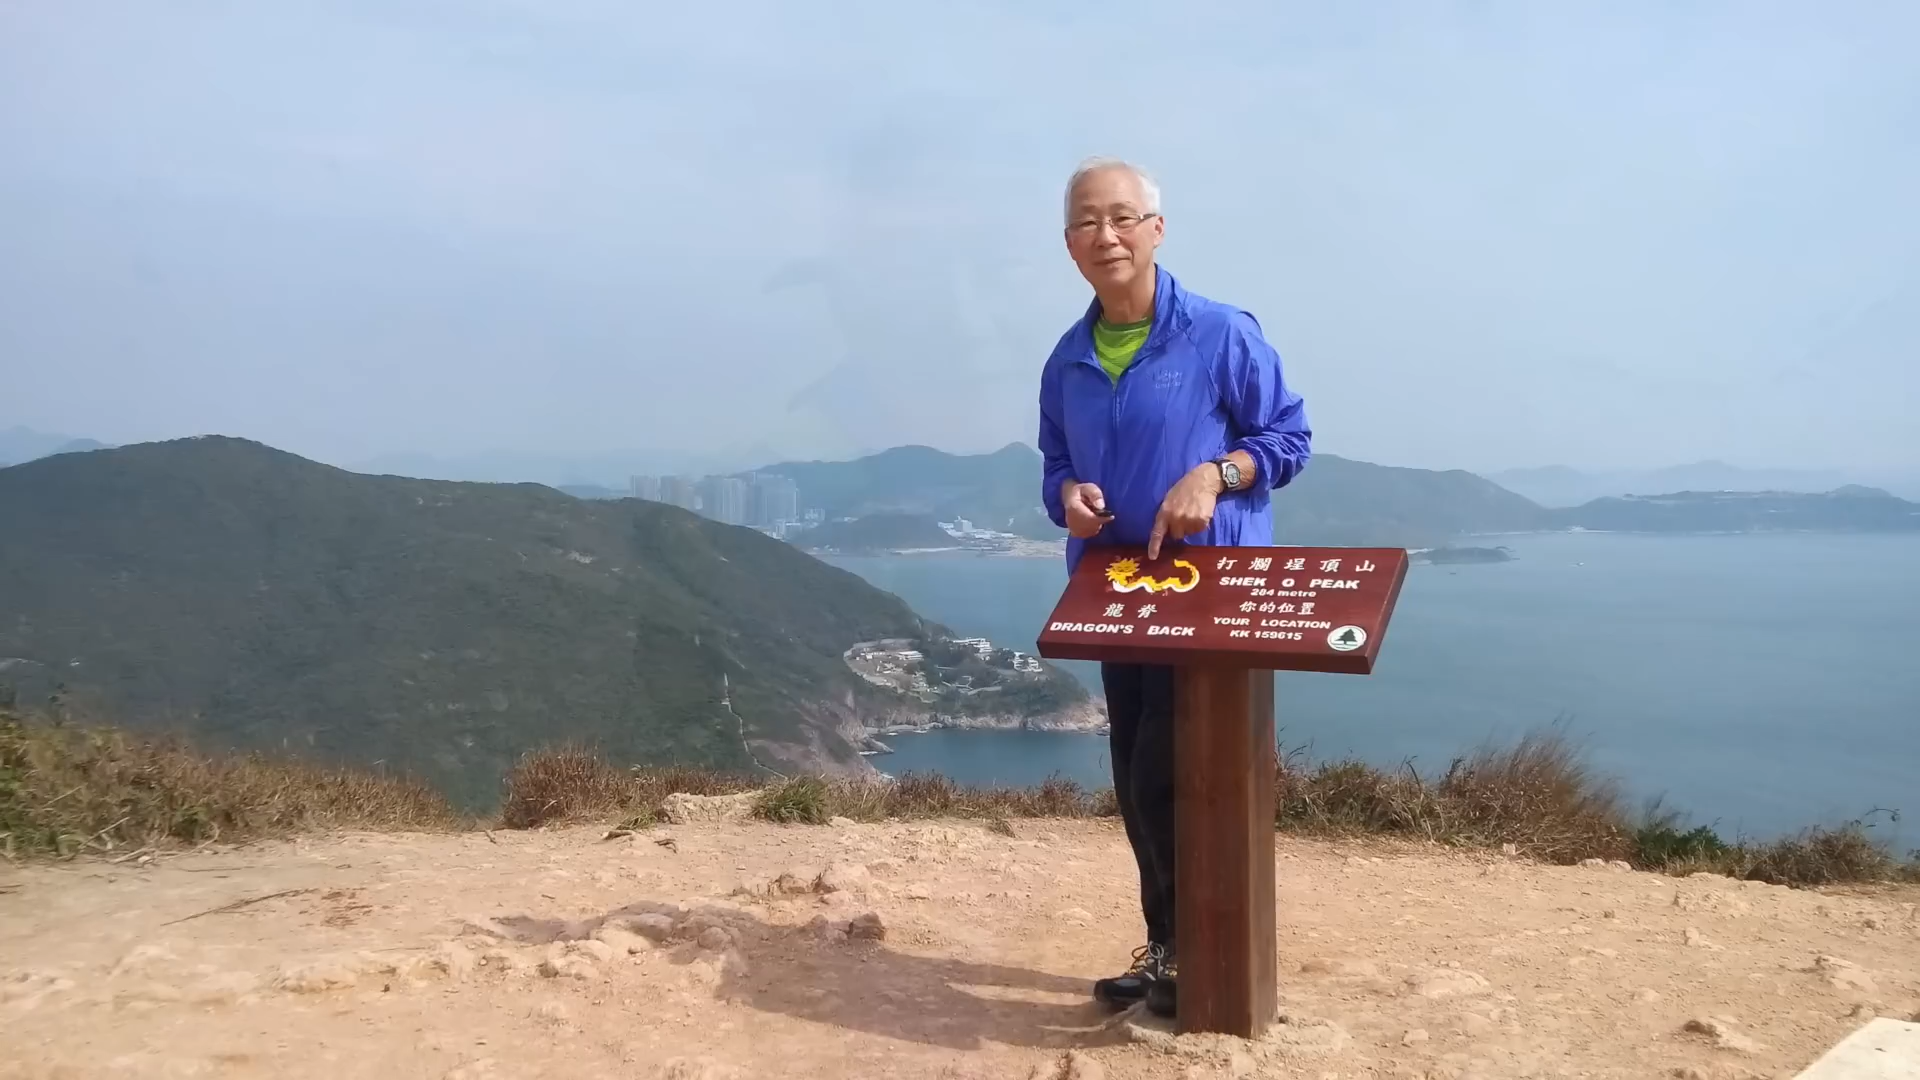 龍脊
DRAGON'S BACK
打爛埕頂山
SHEK O PEAK
284 metre
你的位置
YOUR LOCATION
KK 159615